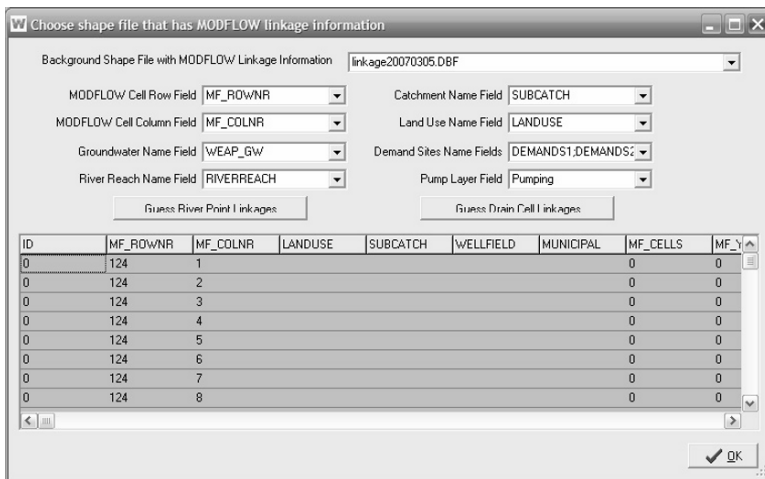 W Choose shape file that has MODFLOW linkage information
Background Shape File with MODFLOW Linkage Information linkage20070305.DBF
MODFLOW Cell Row Field MF_ROWNR Catchment Name Field SUBCATCH
MODFLOW Cell Column Field MF_COLNR Land Use Name Field LANDUSE
Groundwater Name Field WEAP_GW Demand Sites Name Fields DEMANDS1;DEMANDS2
River Reach Name Field RIVERREACH Pump Layer Field Pumping
Guess River Point Linkages Guess Drain Cell Linkages
ID MF_ROWNR MF_COLNR LANDUSE SUBCATCH WELLFIELD MUNICIPAL MF_CELLS MF_Y
0 124 1 0 0
0 124 2 0 0
0 124 3 0 0
0 124 4 0 0
0 124 5 0 0
0 124 6 0 0
0 124 7 0 0
0 124 8 0 0
OK